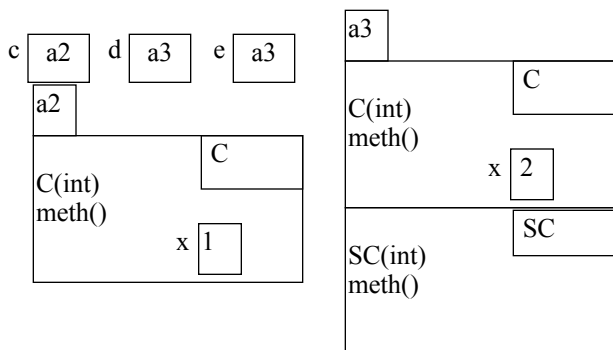 a3
c a2 d a3 e a3
a2
C
C(int)
meth()
x 1
C
C(int)
meth()
x 2
SC
SC(int)
meth()